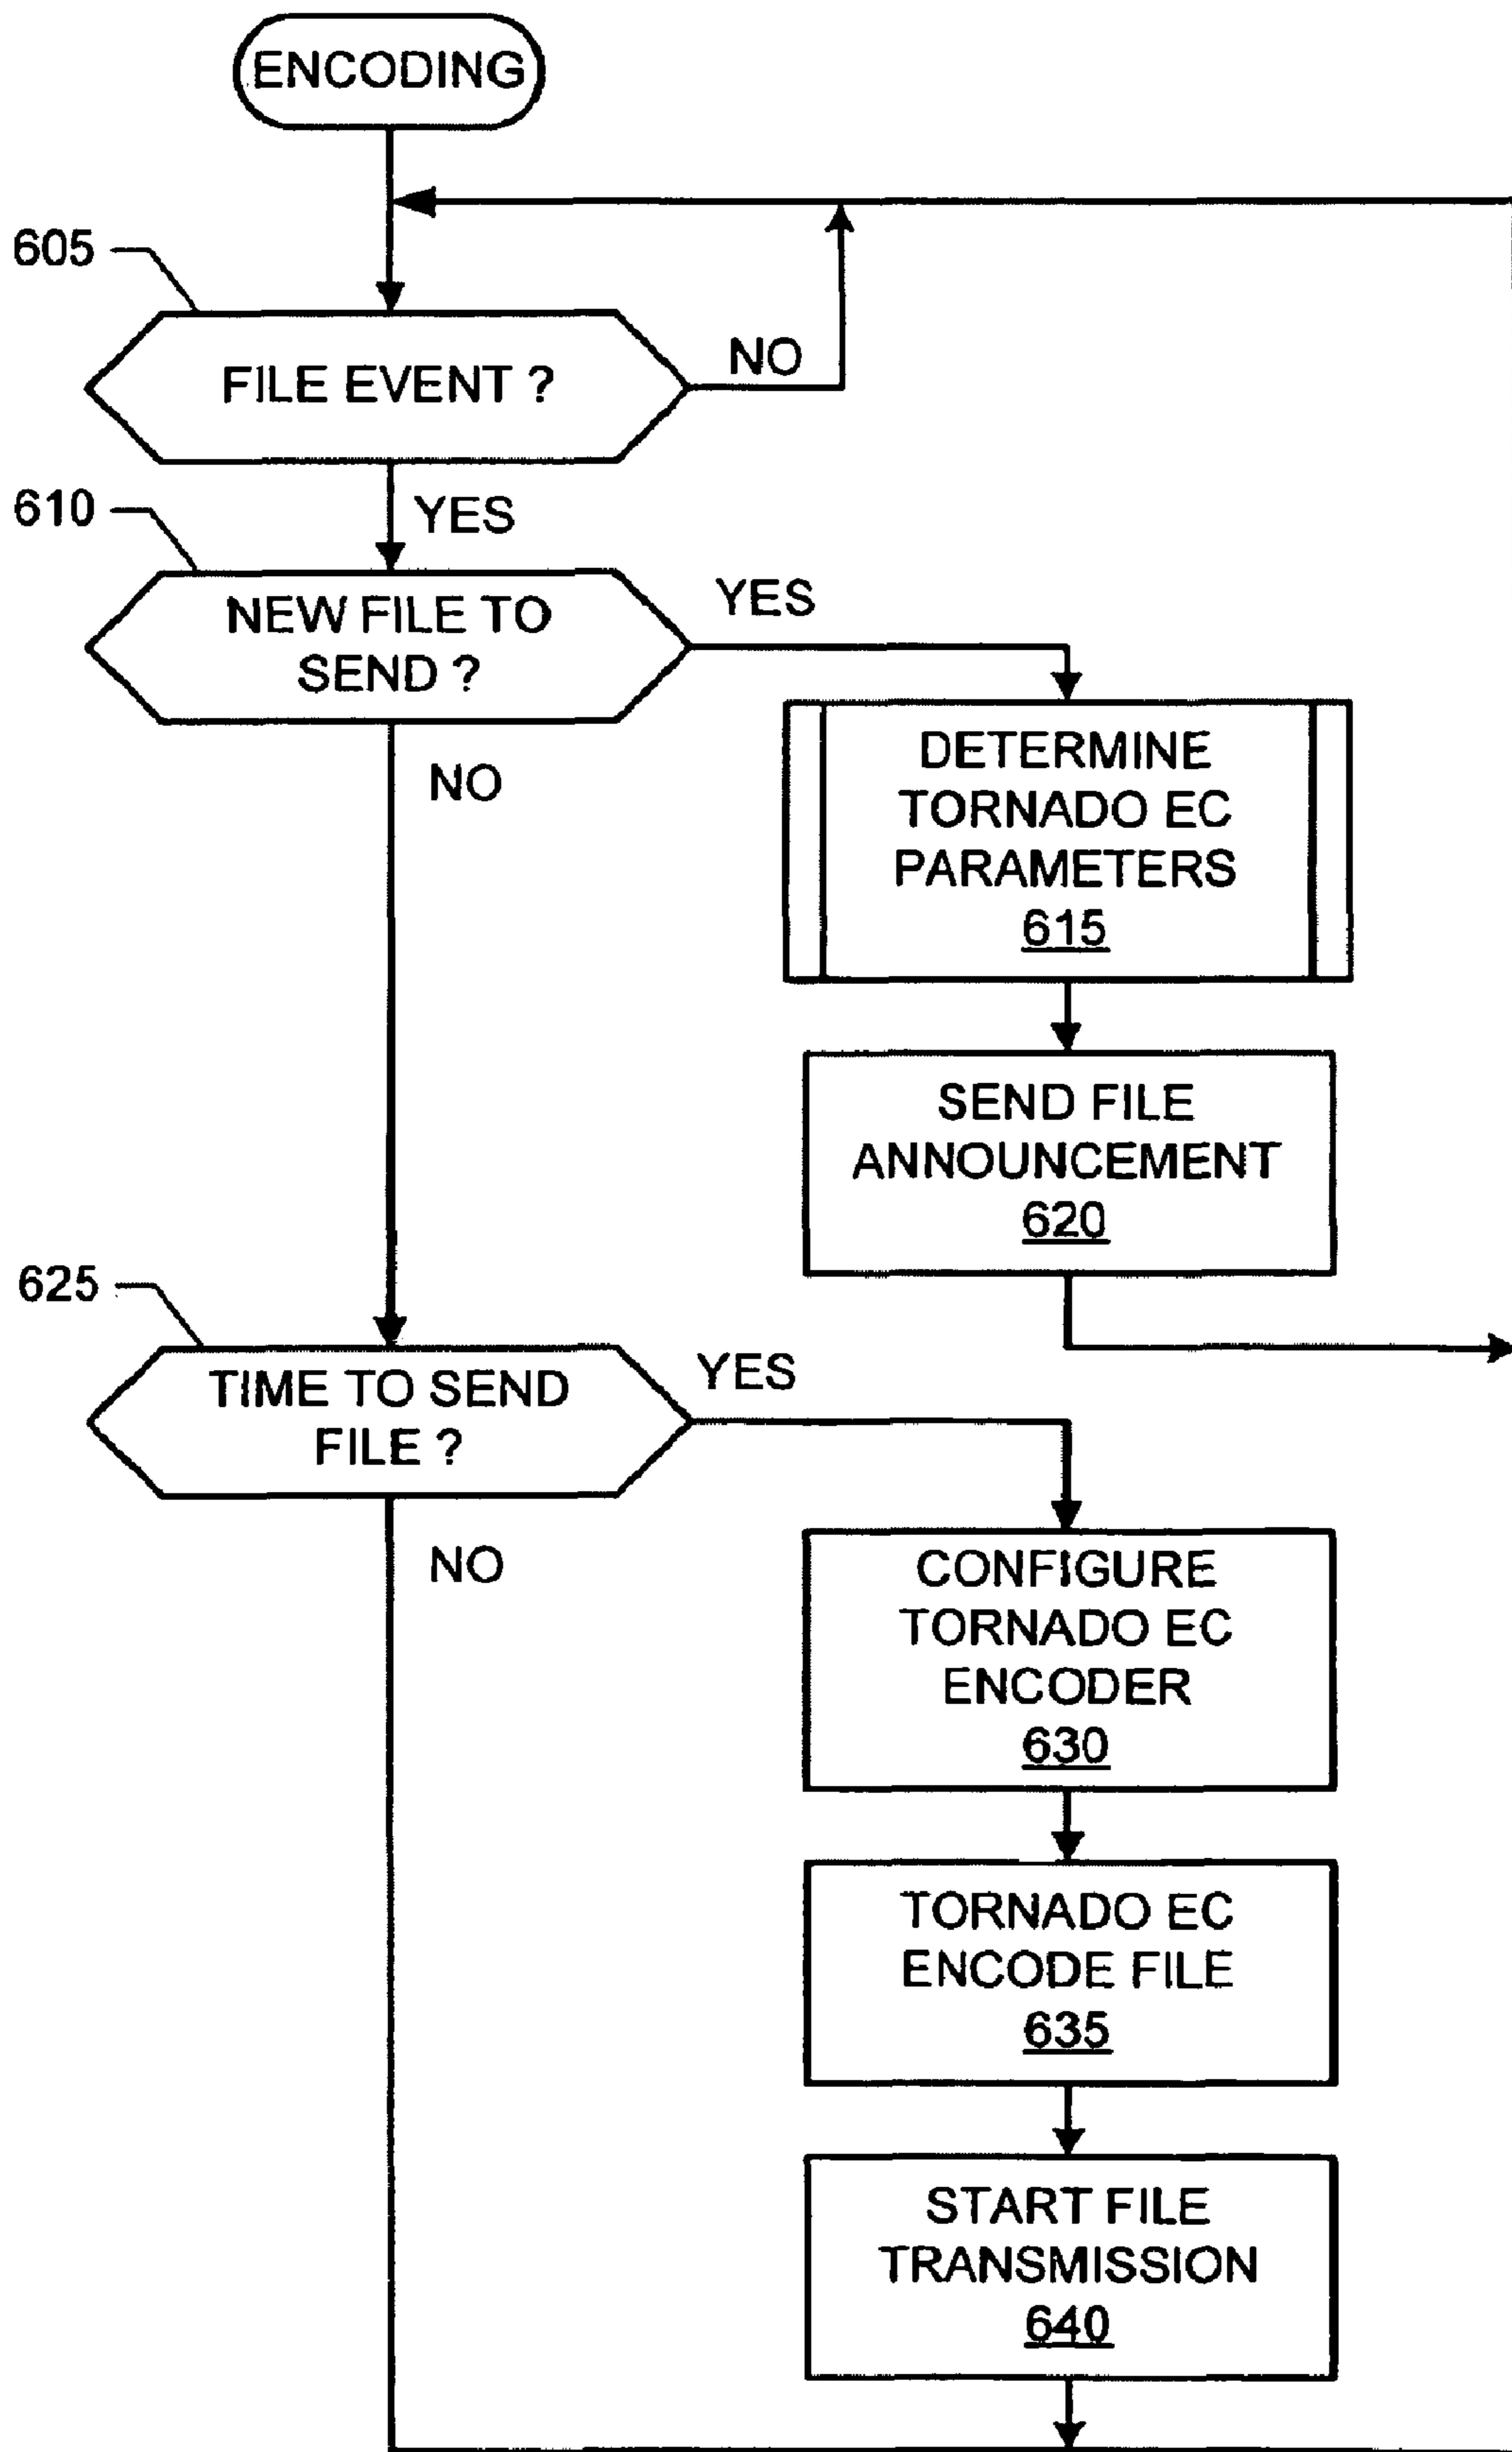 ENCODING
605
FILE EVENT ?
NO
YES
610
NEW FILE TO
SEND ?
YES
NO
DETERMINE
TORNADO EC
PARAMETERS
615
SEND FILE
ANNOUNCEMENT
620
625
TIME TO SEND
FILE ?
YES
NO
CONFIGURE
TORNADO EC
ENCODER
630
TORNADO EC
ENCODE FILE
635
START FILE
TRANSMISSION
640